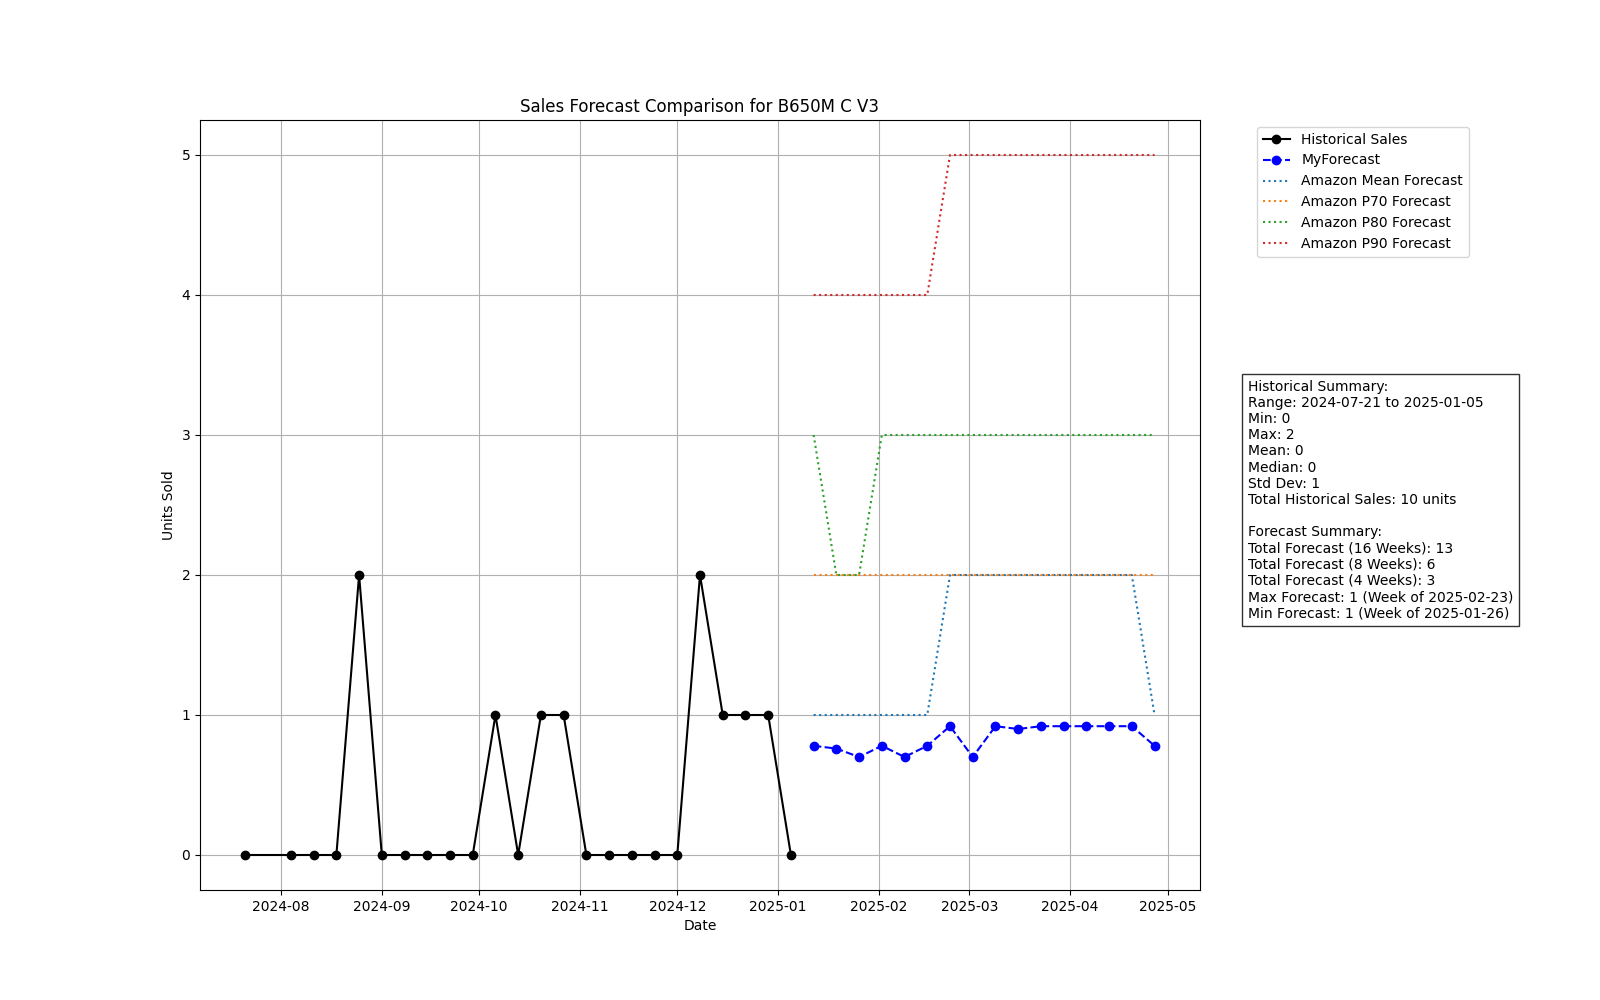 Sales Forecast Comparison for B650M C V3
Historical Sales
MyForecast
Amazon Mean Forecast
Amazon P70 Forecast
Amazon P80 Forecast
Amazon P90 Forecast
5
4
3
2
1
0
Units Sold
2024-08 2024-09 2024-10 2024-11 2024-12 2025-01 2025-02 2025-03 2025-04 2025-05
Date
Historical Summary:
Range: 2024-07-21 to 2025-01-05
Min: 0
Max: 2
Mean: 0
Median: 0
Std Dev: 1
Total Historical Sales: 10 units
Forecast Summary:
Total Forecast (16 Weeks): 13
Total Forecast (8 Weeks): 6
Total Forecast (4 Weeks): 3
Max Forecast: 1 (Week of 2025-02-23)
Min Forecast: 1 (Week of 2025-01-26)